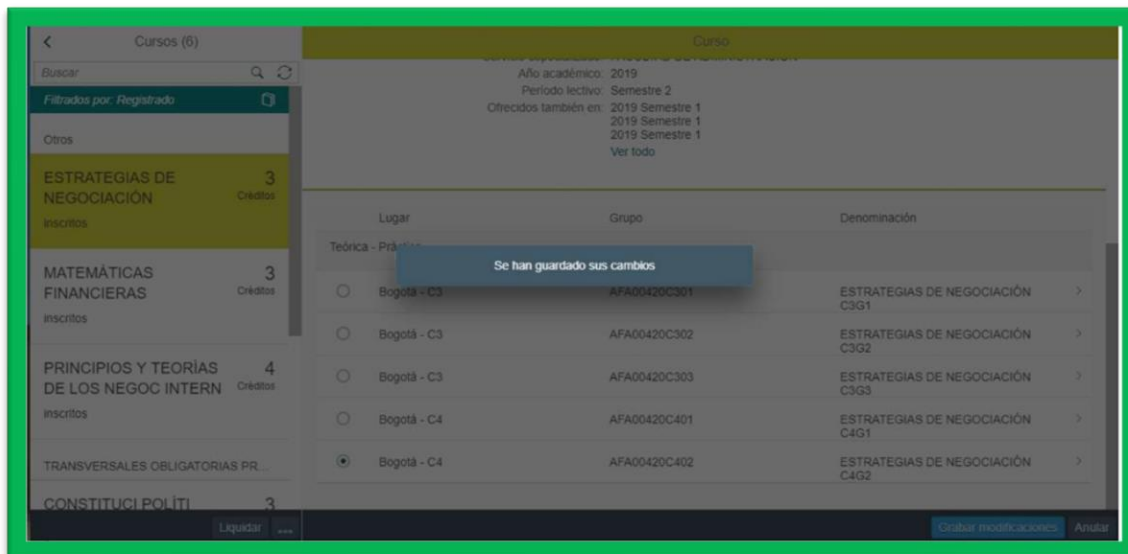 Cursos (6)
Buscar
Filtrados por: Registrado
Otros
ESTRATEGIAS DE
NEGOCIACIÓN
3
Créditos
Inscritos
MATEMÁTICAS
FINANCIERAS
3
Créditos
Inscritos
PRINCIPIOS Y TEORÌAS
DE LOS NEGOC INTERN
4
Créditos
Inscritos
TRANSVERSALES OBLIGATORIAS PR...
CONSTITUCI POLÍTI
3
Liquidar ...
Curso
Año académico: 2019
Período lectivo: Semestre 2
Ofrecidos también en: 2019 Semestre 1
2019 Semestre 1
2019 Semestre 1
Ver todo
Lugar Grupo Denominación
Teórica -
Se han guardado sus cambios
Bogotá - C3 AFA00420C301 ESTRATEGIAS DE NEGOCIACIÓN
C3G1
Bogotá - C3 AFA00420C302 ESTRATEGIAS DE NEGOCIACIÓN
C3G2
Bogotá - C3 AFA00420C303 ESTRATEGIAS DE NEGOCIACIÓN
C3G3
Bogotá - C4 AFA00420C401 ESTRATEGIAS DE NEGOCIACIÓN
C4G1
Bogotá - C4 AFA00420C402 ESTRATEGIAS DE NEGOCIACIÓN
C4G2
Grabar modificaciones Anular